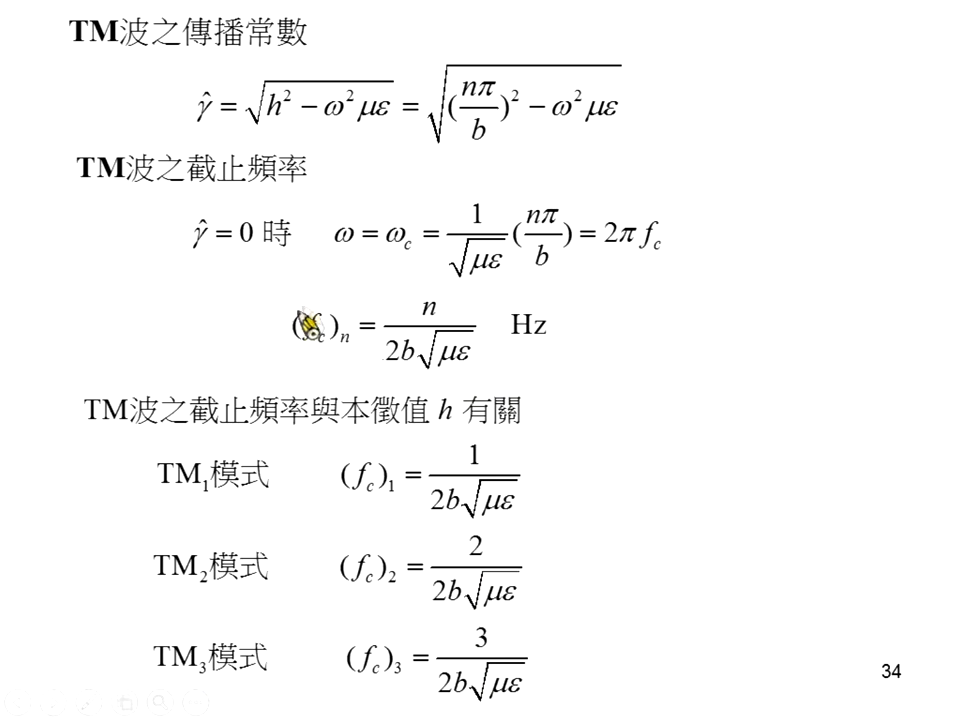 TM波之傳播常數
γ̂ = √(h² − ω²με) = √((nπ/b)² − ω²με)
TM波之截止頻率
γ̂ = 0 時 ω = ω_c = 1/√(με) (nπ/b) = 2π f_c
(f_c)_n = n/(2b√(με)) Hz
TM波之截止頻率與本徵值 h 有關
TM₁模式 (f_c)₁ = 1/(2b√(με))
TM₂模式 (f_c)₂ = 2/(2b√(με))
TM₃模式 (f_c)₃ = 3/(2b√(με))
34